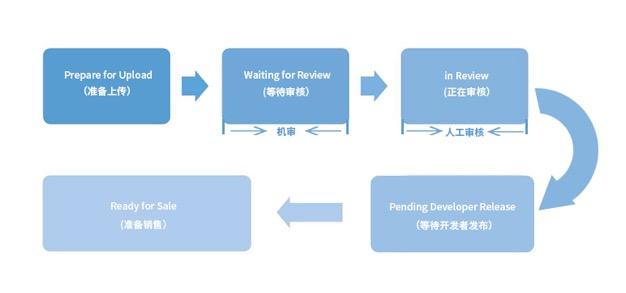 Prepare for Upload
（准备上传）
Waiting for Review
(等待审核）
in Review
(正在审核）
机审
人工审核
Pending Developer Release
（等待开发者发布）
Ready for Sale
(准备销售）